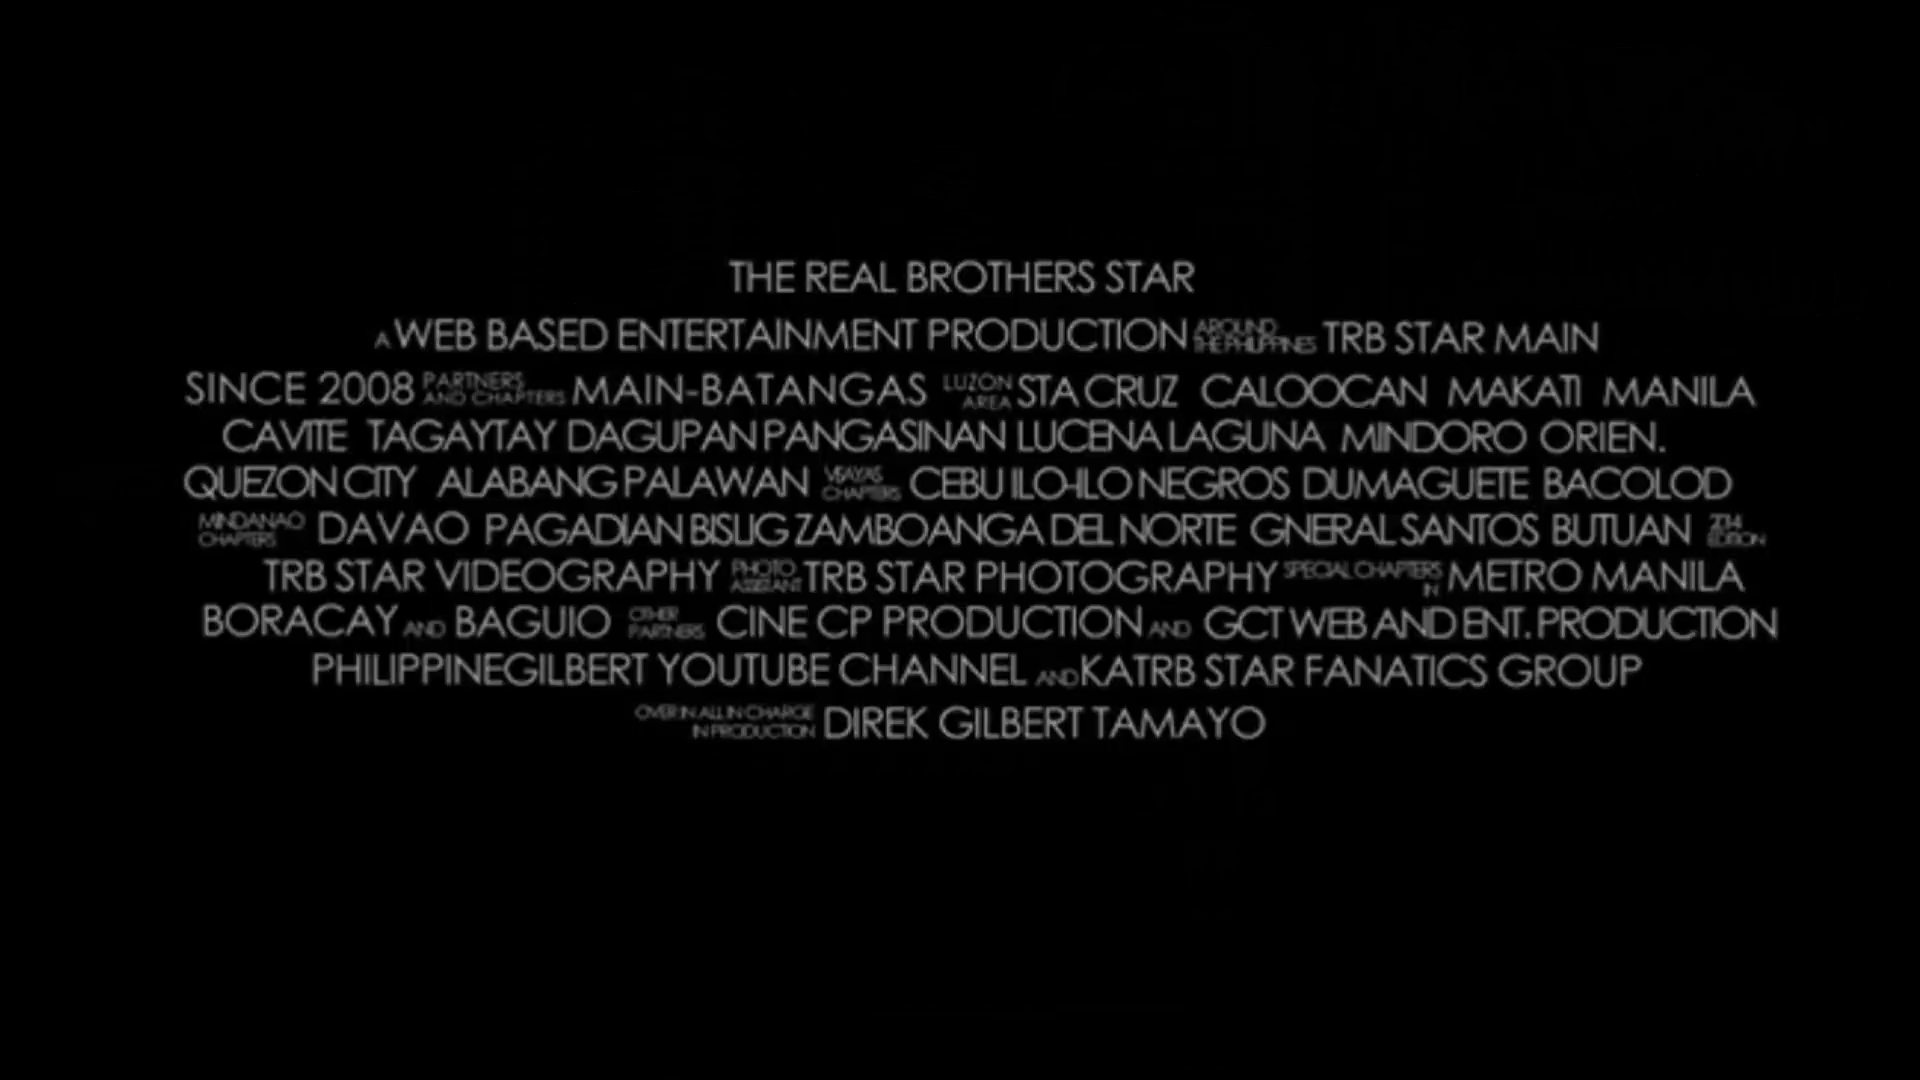 THE REAL BROTHERS STAR
A WEB BASED ENTERTAINMENT PRODUCTION AROUND THE PHILIPPINES TRB STAR MAIN
SINCE 2008 PARTNERS AND CHAPTERS MAIN-BATANGAS LUZON AREA STA CRUZ CALOOCAN MAKATI MANILA
CAVITE TAGAYTAY DAGUPAN PANGASINAN LUCENA LAGUNA MINDORO ORIEN.
QUEZON CITY ALABANG PALAWAN VISAYAS CHAPTERS CEBU ILO-ILO NEGROS DUMAGUETE BACOLOD
MINDANAO CHAPTERS DAVAO PAGADIAN BISLIG ZAMBOANGA DEL NORTE GNERAL SANTOS BUTUAN 2014 EDITION
TRB STAR VIDEOGRAPHY PHOTO ASSISTANT TRB STAR PHOTOGRAPHY SPECIAL CHAPTERS IN METRO MANILA
BORACAY AND BAGUIO OTHER PARTNERS CINE CP PRODUCTION AND GCT WEB AND ENT. PRODUCTION
PHILIPPINEGILBERT YOUTUBE CHANNEL AND KATRB STAR FANATICS GROUP
OVER IN ALL IN CHARGE IN PRODUCTION DIREK GILBERT TAMAYO